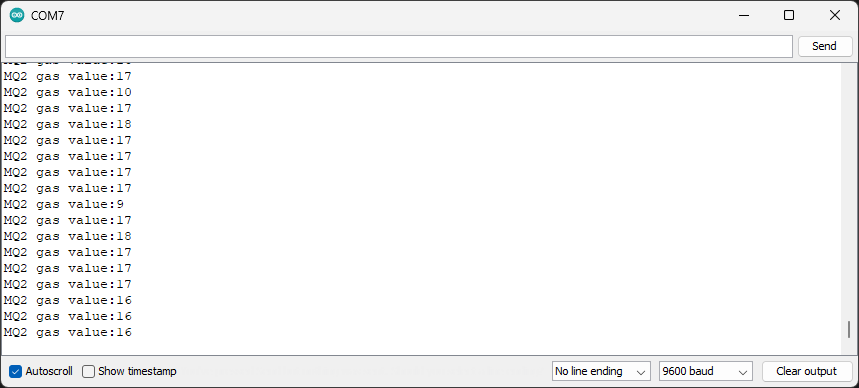 COM7
Send
MQ2 gas value:17
MQ2 gas value:10
MQ2 gas value:17
MQ2 gas value:18
MQ2 gas value:17
MQ2 gas value:17
MQ2 gas value:17
MQ2 gas value:17
MQ2 gas value:9
MQ2 gas value:17
MQ2 gas value:18
MQ2 gas value:17
MQ2 gas value:17
MQ2 gas value:17
MQ2 gas value:16
MQ2 gas value:16
MQ2 gas value:16
Autoscroll Show timestamp No line ending 9600 baud Clear output